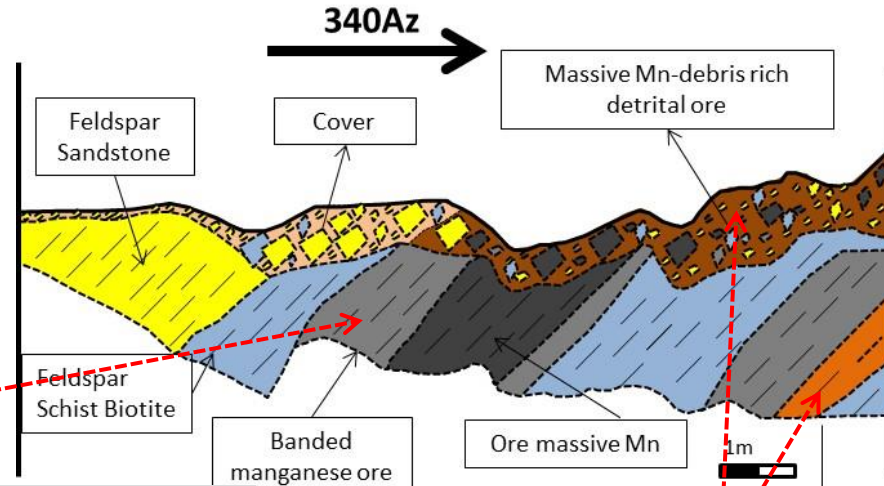 340Az
Massive Mn-debris rich
detrital ore
Feldspar
Sandstone
Cover
Feldspar
Schist Biotite
Banded
manganese ore
Ore massive Mn
1m